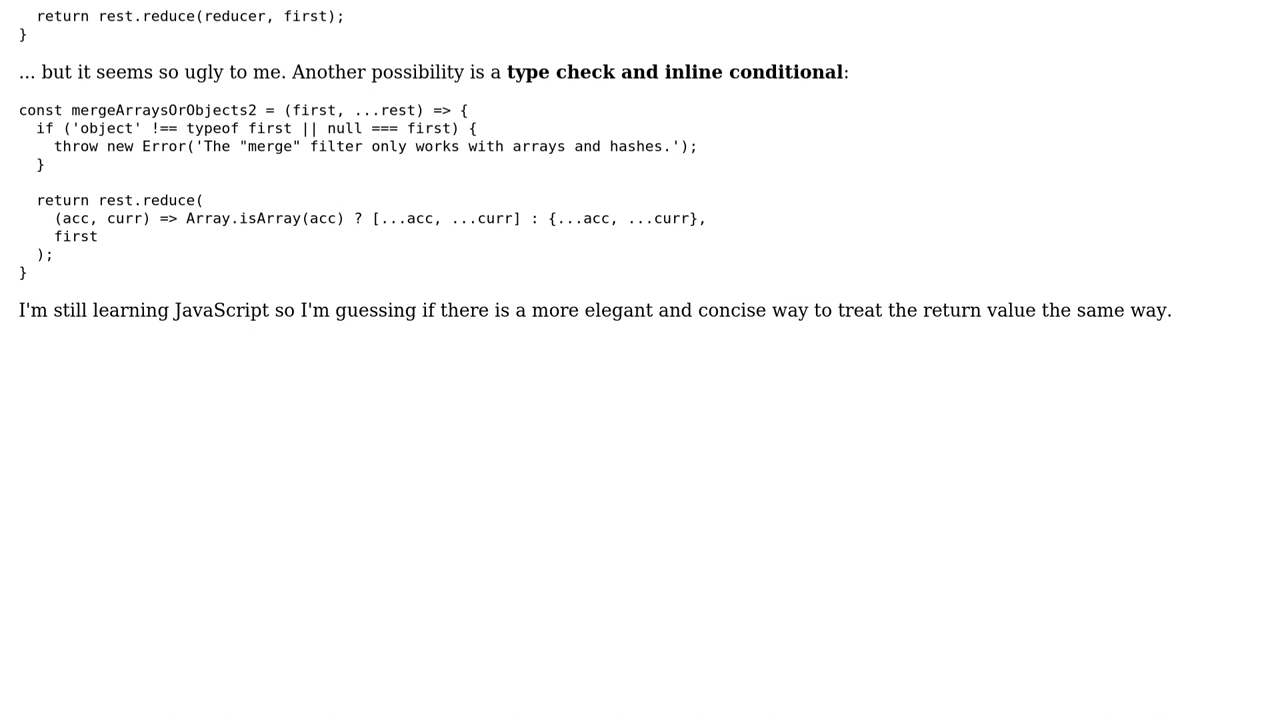 return rest.reduce(reducer, first);
}
... but it seems so ugly to me. Another possibility is a type check and inline conditional:
const mergeArraysOrObjects2 = (first, ...rest) => {
  if ('object' !== typeof first || null === first) {
    throw new Error('The "merge" filter only works with arrays and hashes.');
  }

  return rest.reduce(
    (acc, curr) => Array.isArray(acc) ? [...acc, ...curr] : {...acc, ...curr},
    first
  );
}
I'm still learning JavaScript so I'm guessing if there is a more elegant and concise way to treat the return value the same way.